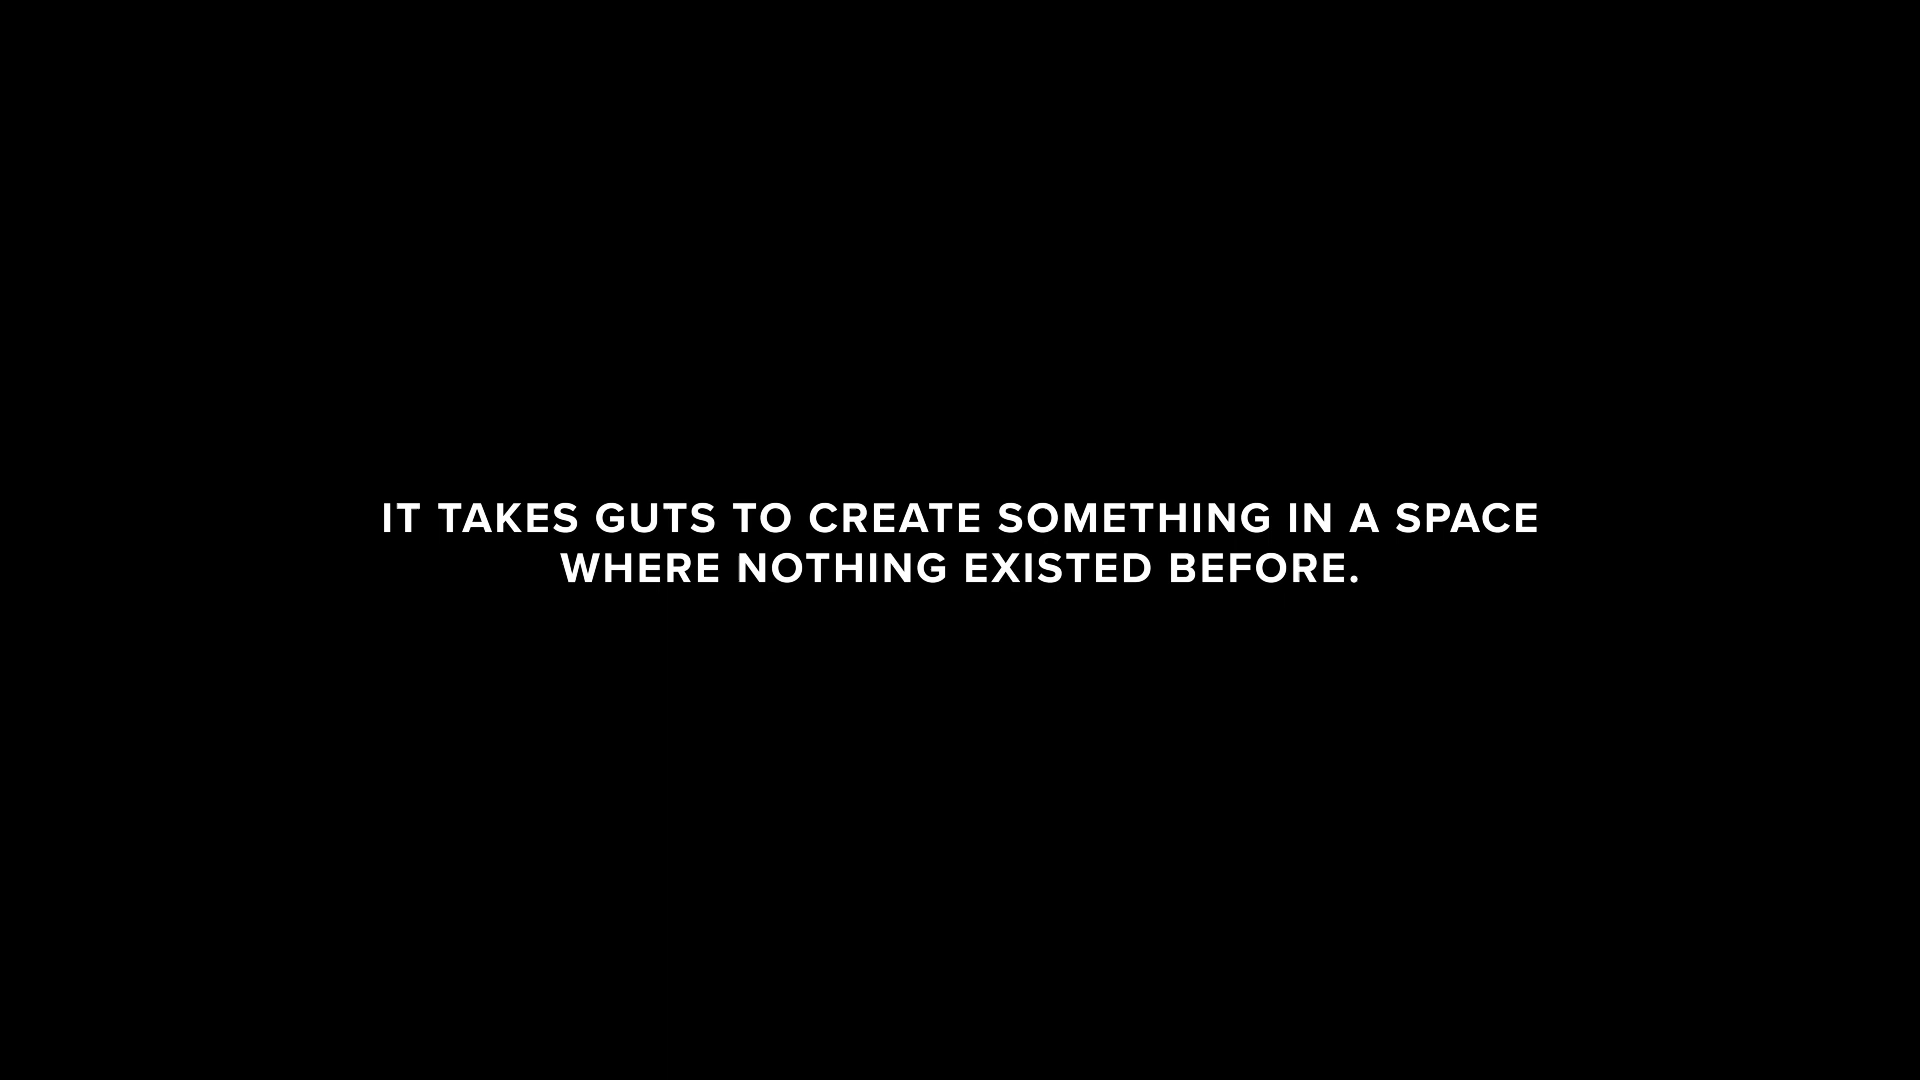 IT TAKES GUTS TO CREATE SOMETHING IN A SPACE
WHERE NOTHING EXISTED BEFORE.